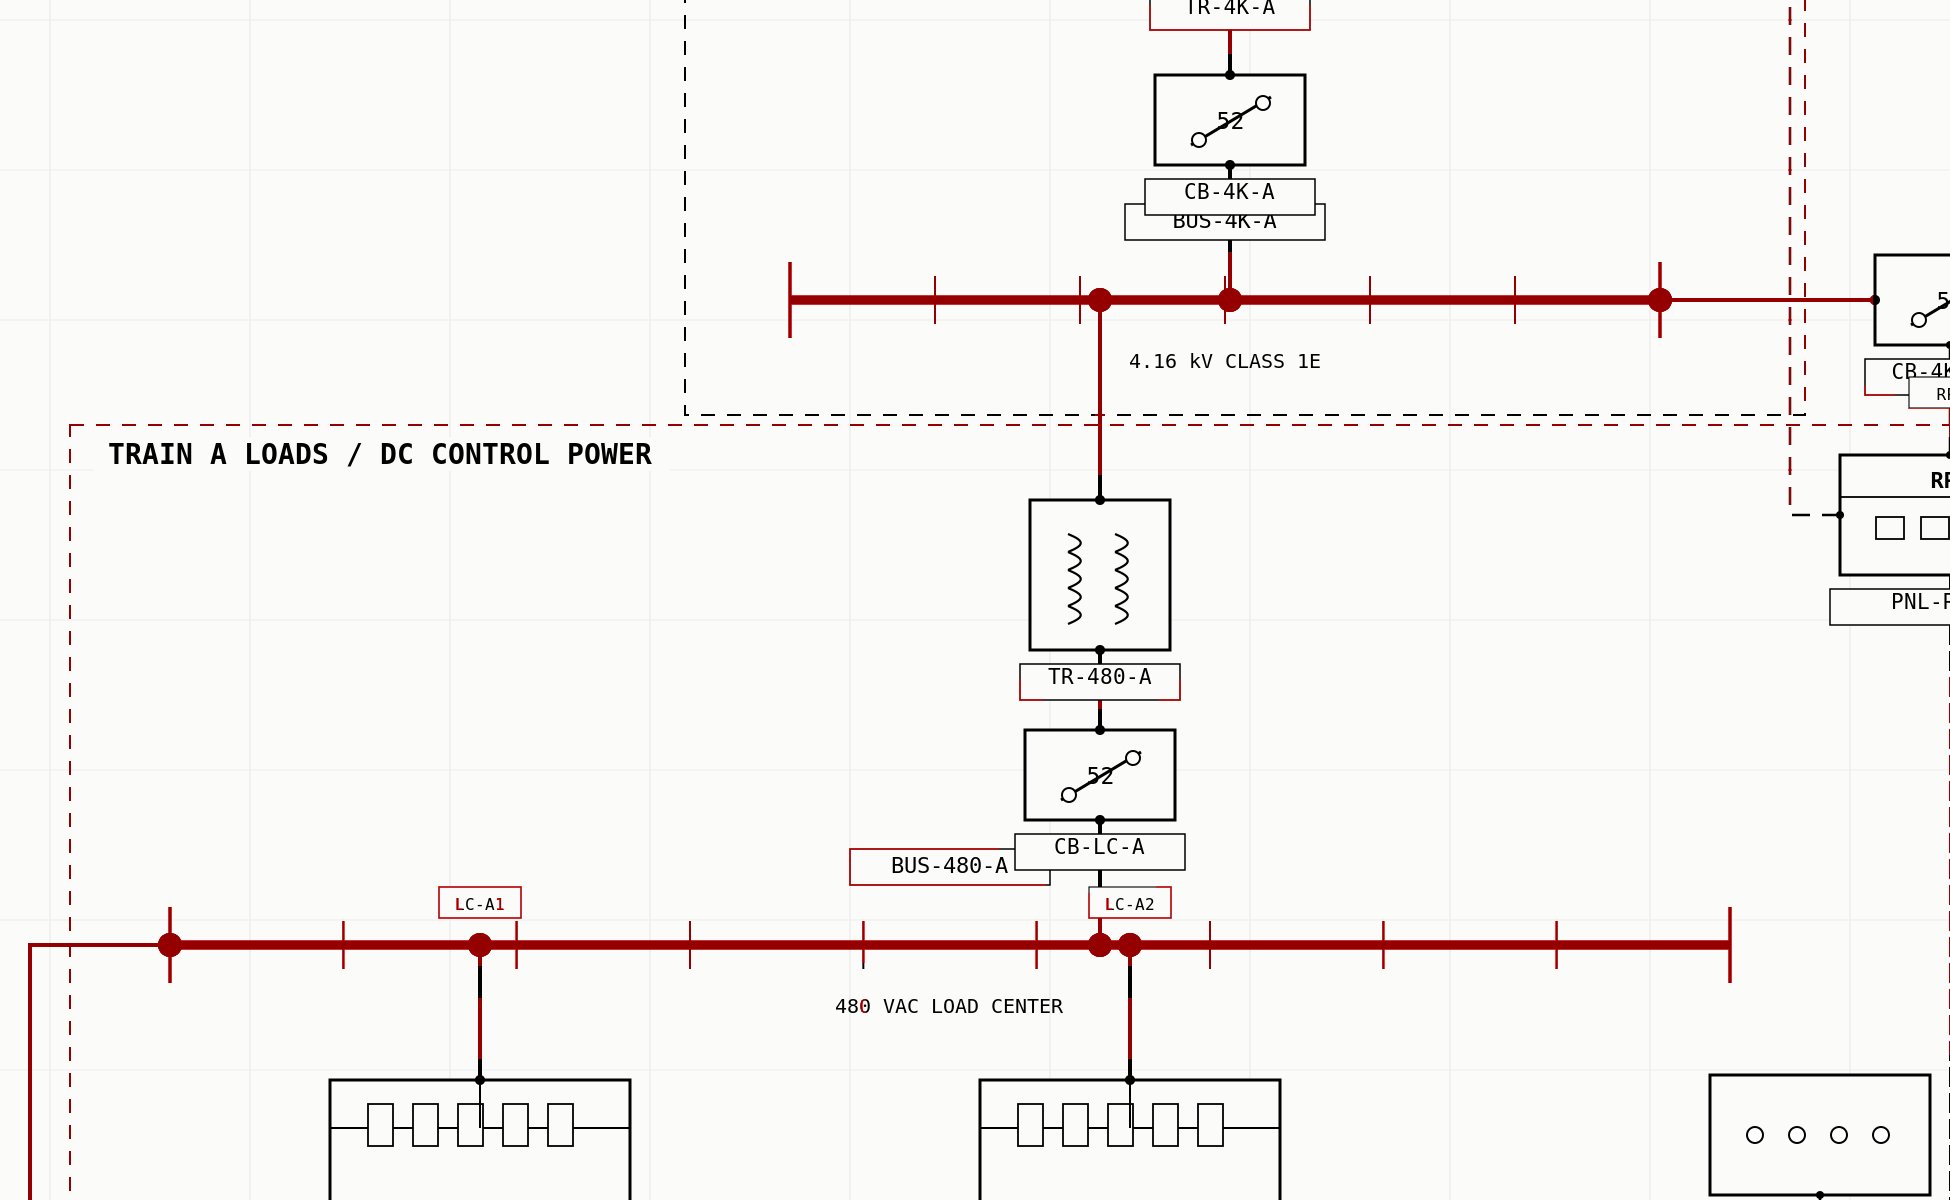 TR-4K-A
52
CB-4K-A
BUS-4K-A
4.16 kV CLASS 1E
TRAIN A LOADS / DC CONTROL POWER
TR-480-A
52
CB-LC-A
BUS-480-A
LC-A1
LC-A2
480 VAC LOAD CENTER